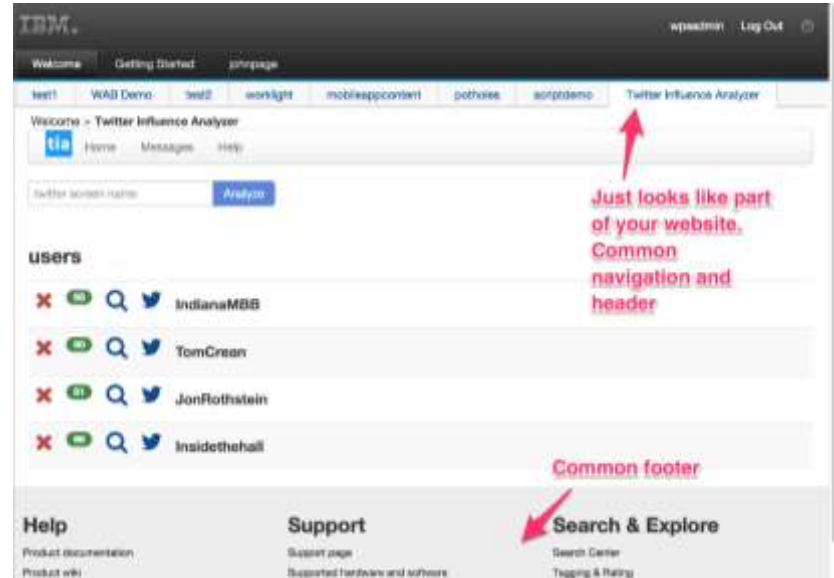 IBM.
wpsadmin Log Out
Welcome Getting Started johnpage
test1 WAB Demo test2 worklight mobileappcontent potholes scriptdemo Twitter Influence Analyzer
Welcome > Twitter Influence Analyzer
tia Home Messages Help
twitter screen name Analyze
Just looks like part
of your website.
Common
navigation and
header
users
IndianaMBB
TomCrean
JonRothstein
Insidethehall
Common footer
Help Support Search & Explore
Product documentation Support page Search Center
Product wiki Supported hardware and software Tagging & Rating